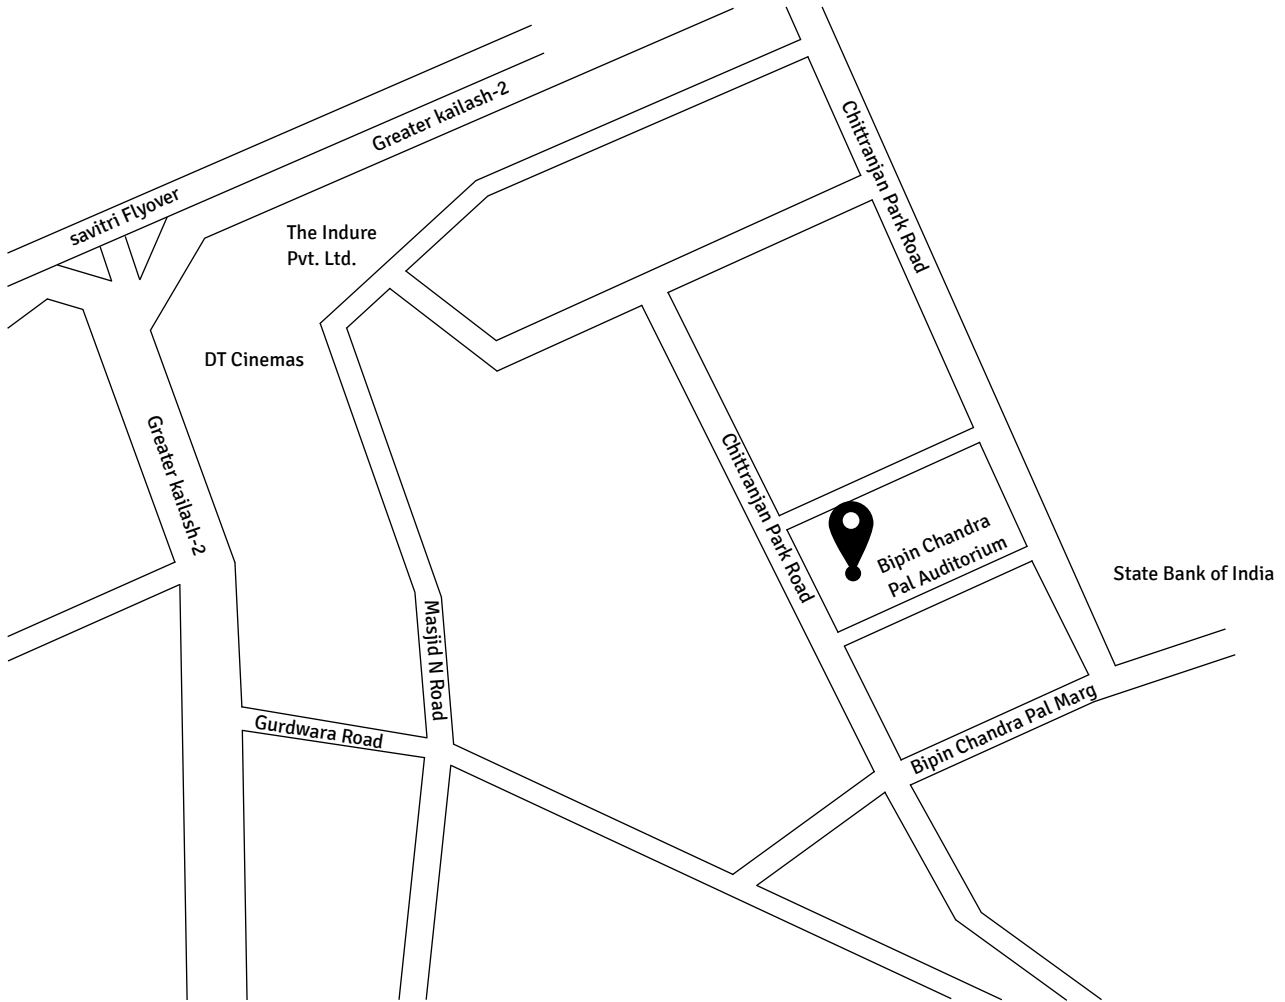 Greater kailash-2
savitri Flyover
Chittranjan Park Road
The Indure
Pvt. Ltd.
DT Cinemas
Greater kailash-2
Chittranjan Park Road
Bipin Chandra
Pal Auditorium
State Bank of India
Masjid N Road
Gurdwara Road
Bipin Chandra Pal Marg